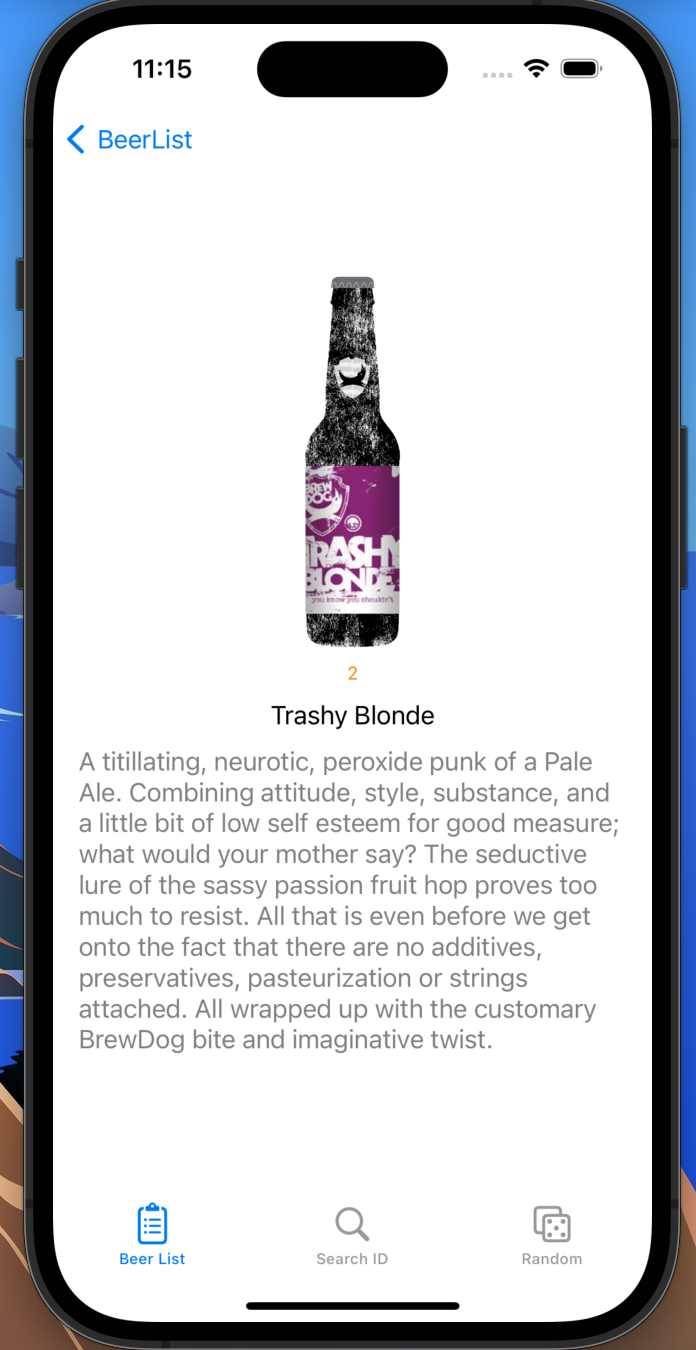 11:15
BeerList
BREW
DOG
TRASHY
BLONDE
you know you shouldn't
2
Trashy Blonde
A titillating, neurotic, peroxide punk of a Pale
Ale. Combining attitude, style, substance, and
a little bit of low self esteem for good measure;
what would your mother say? The seductive
lure of the sassy passion fruit hop proves too
much to resist. All that is even before we get
onto the fact that there are no additives,
preservatives, pasteurization or strings
attached. All wrapped up with the customary
BrewDog bite and imaginative twist.
Beer List
Search ID
Random